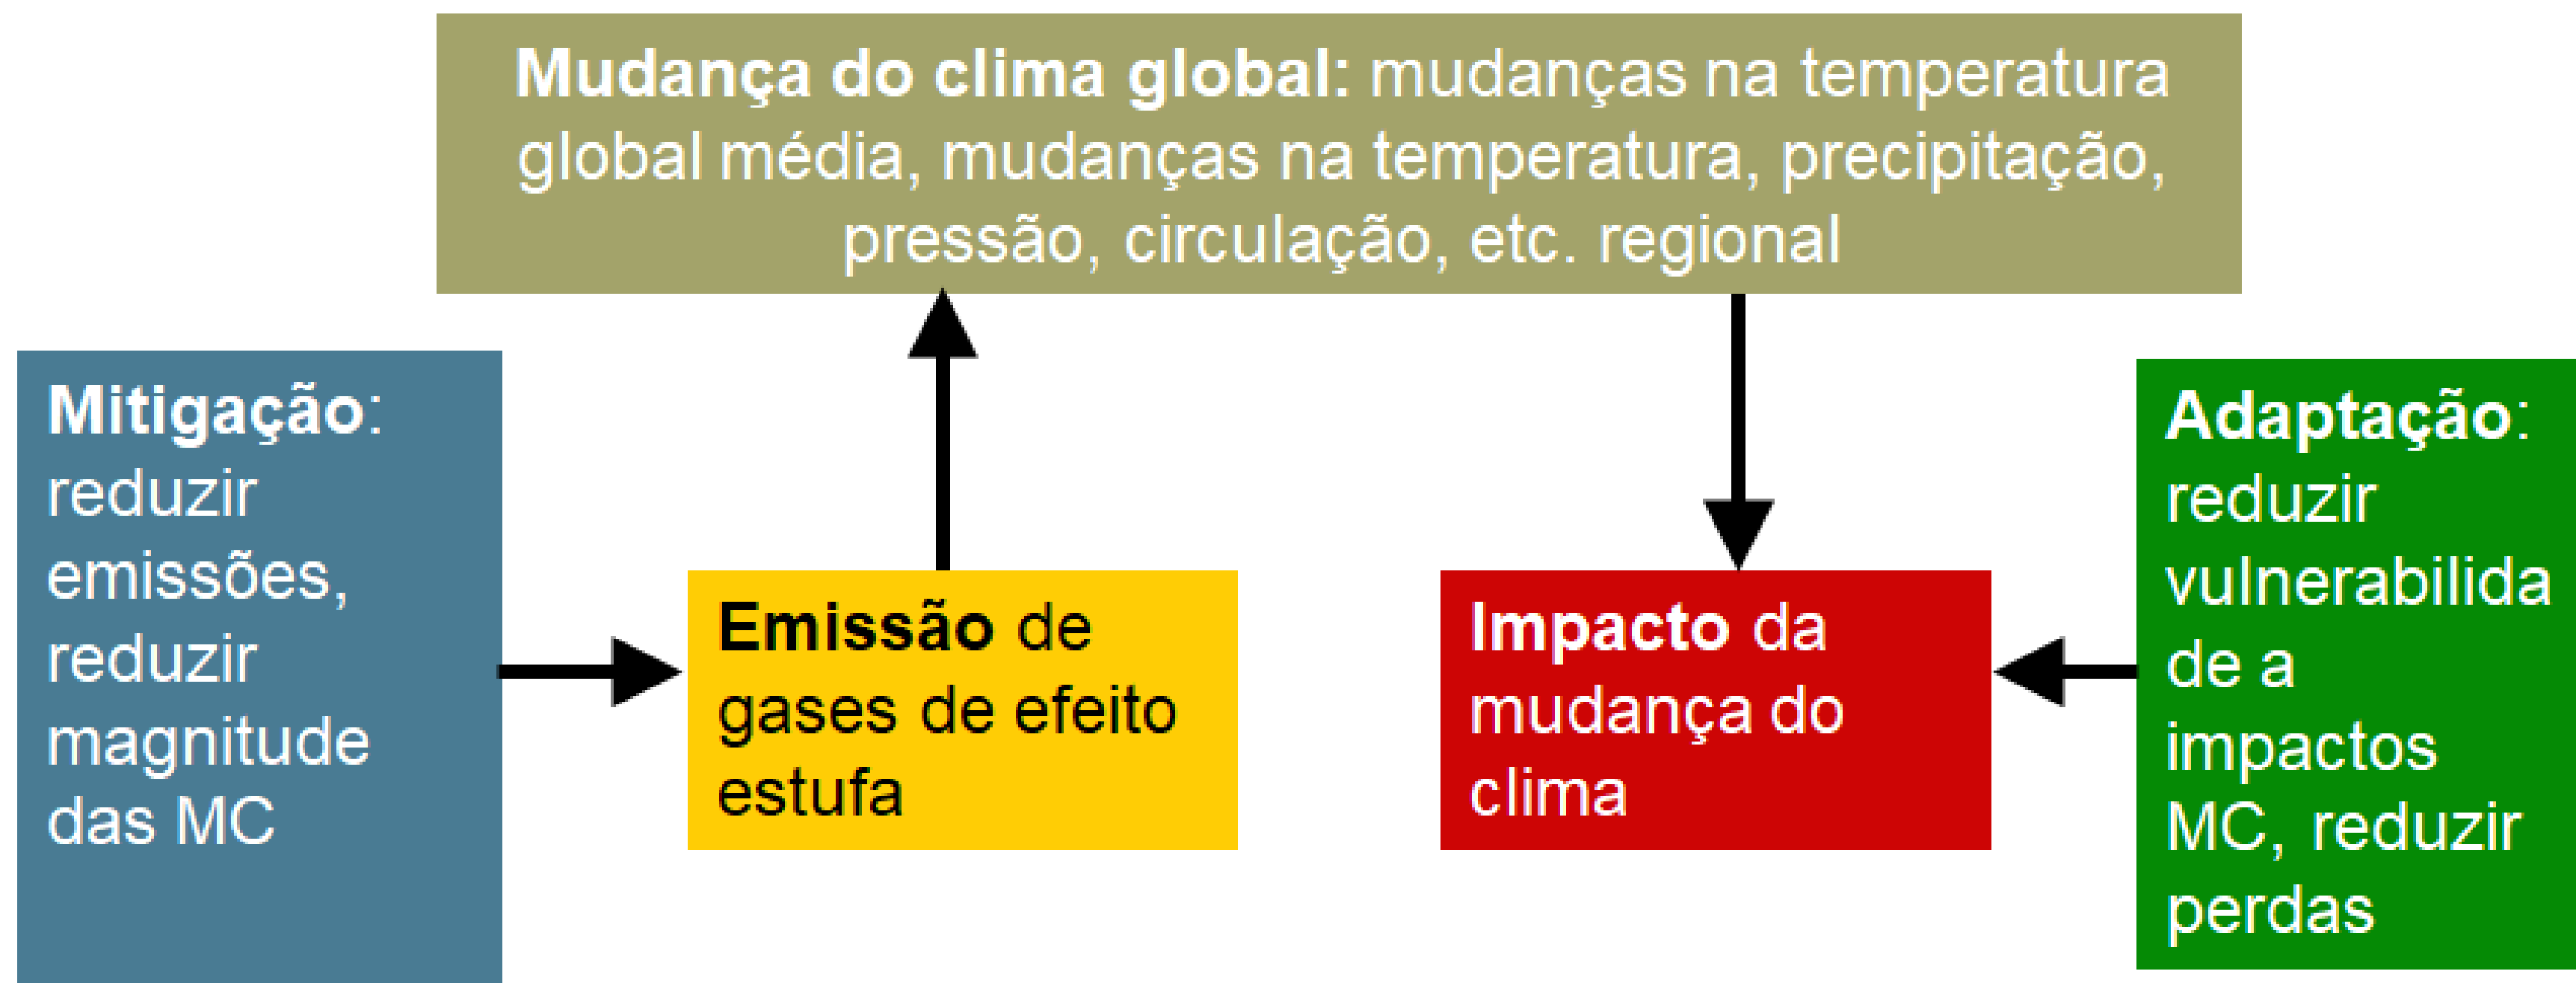 Mudança do clima global: mudanças na temperatura
global média, mudanças na temperatura, precipitação,
pressão, circulação, etc. regional
Mitigação:
reduzir
emissões,
reduzir
magnitude
das MC
Emissão de
gases de efeito
estufa
Impacto da
mudança do
clima
Adaptação:
reduzir
vulnerabilida
de a
impactos
MC, reduzir
perdas